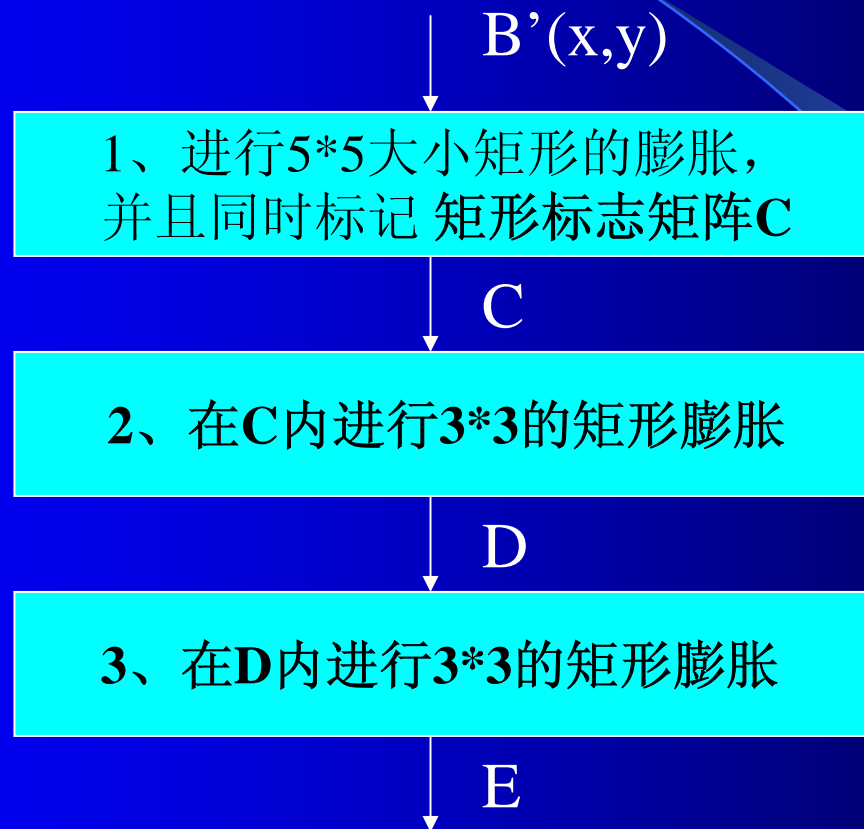 B’(x,y)
1、进行5*5大小矩形的膨胀，
并且同时标记 矩形标志矩阵C
C
2、在C内进行3*3的矩形膨胀
D
3、在D内进行3*3的矩形膨胀
E